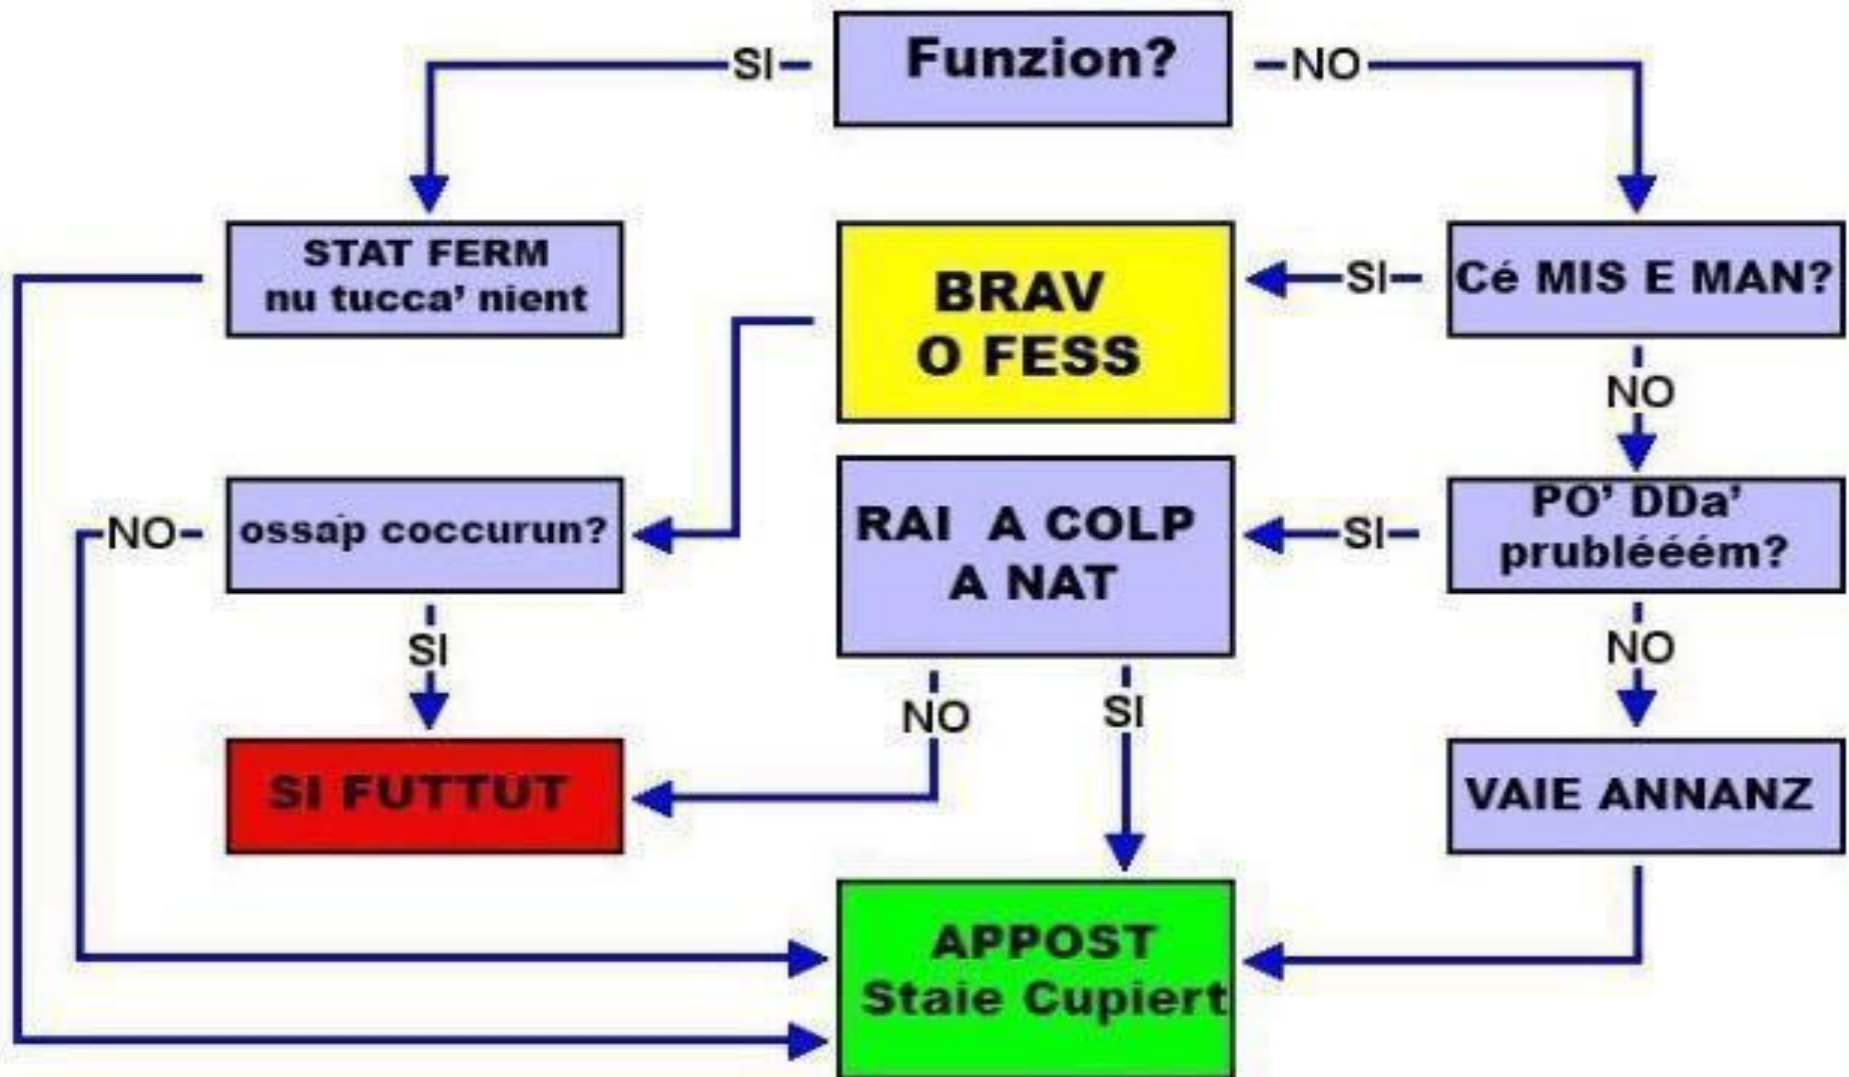 Funzion?
SI
NO
STAT FERM
nu tucca' nient
BRAV
O FESS
SI
Cé MIS E MAN?
NO
NO
ossap coccurun?
RAI A COLP
A NAT
SI
PO' DDa'
prublééém?
SI
NO
SI
NO
SI FUTTUT
VAIE ANNANZ
APPOST
Staie Cupiert